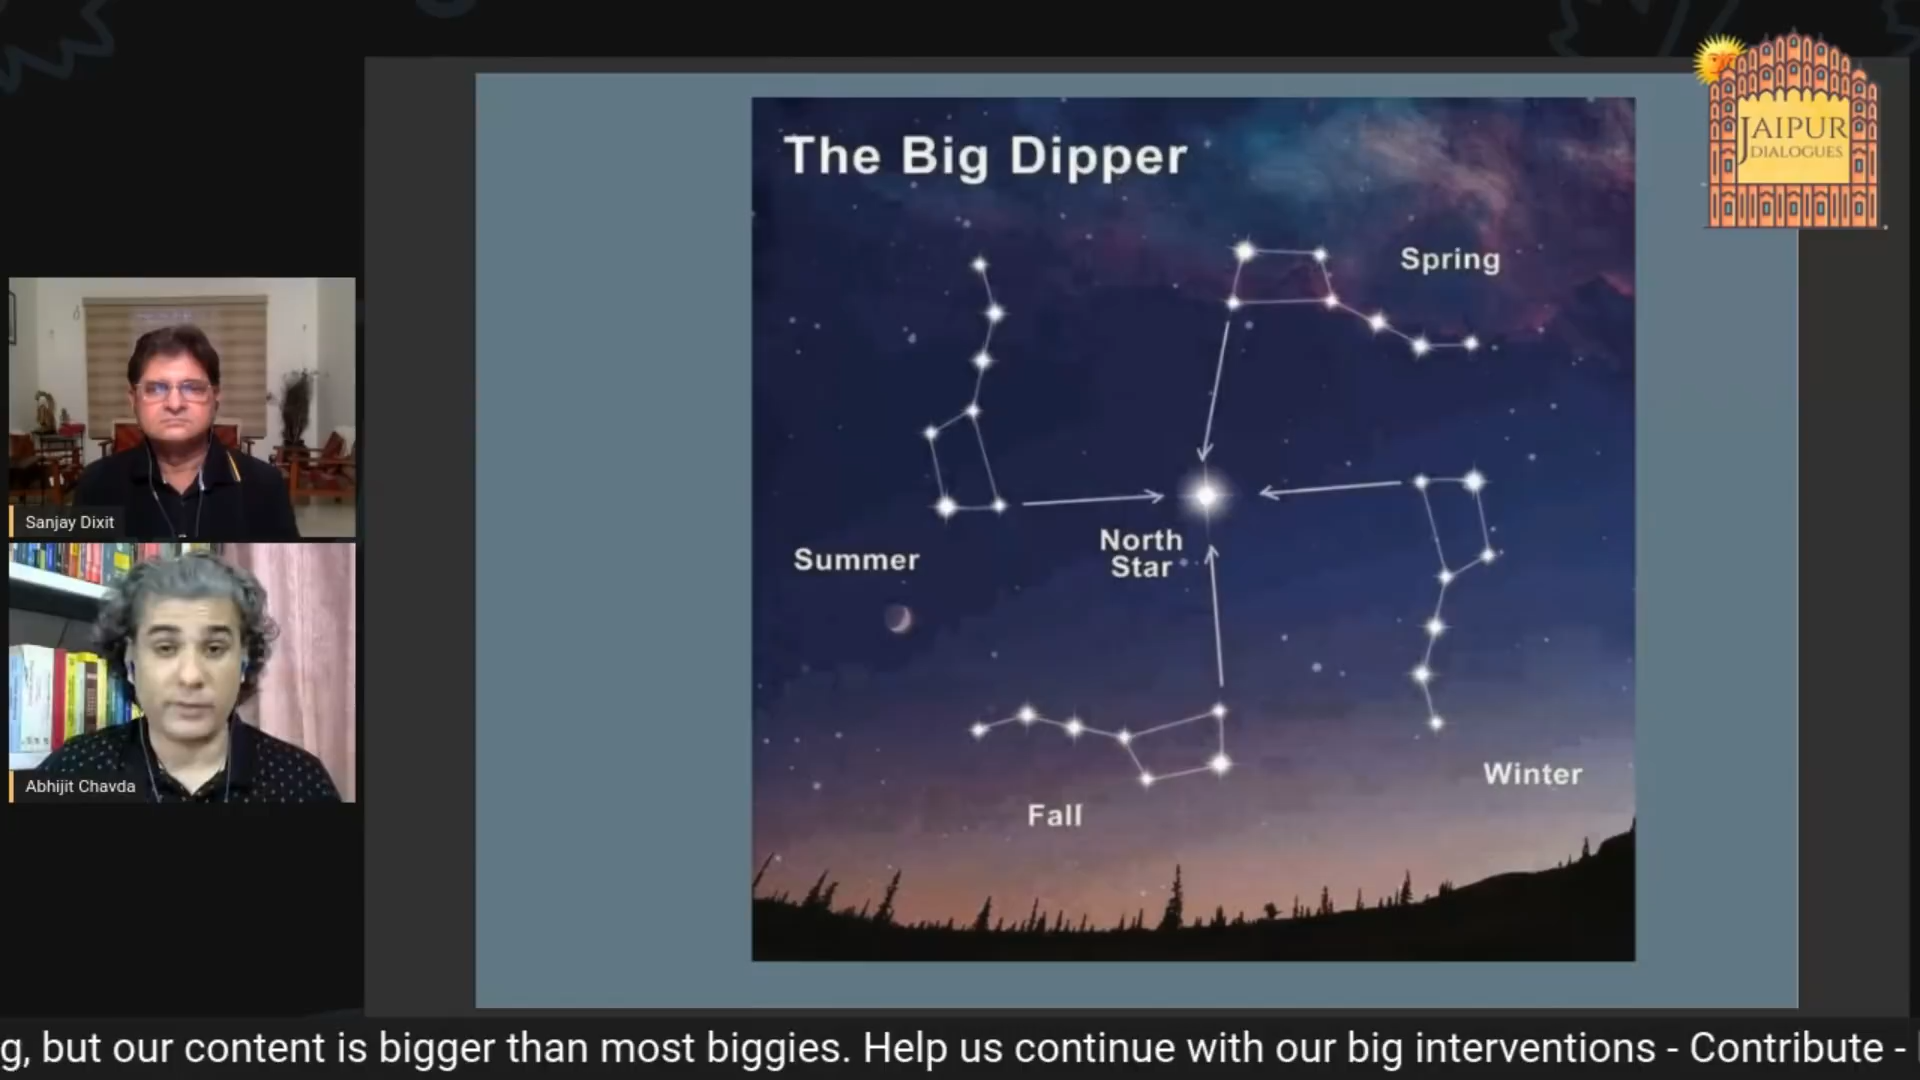 The Big Dipper
JAIPUR
DIALOGUES
Spring
North
Star
Summer
Winter
Fall
Sanjay Dixit
Abhijit Chavda
g, but our content is bigger than most biggies. Help us continue with our big interventions - Contribute -